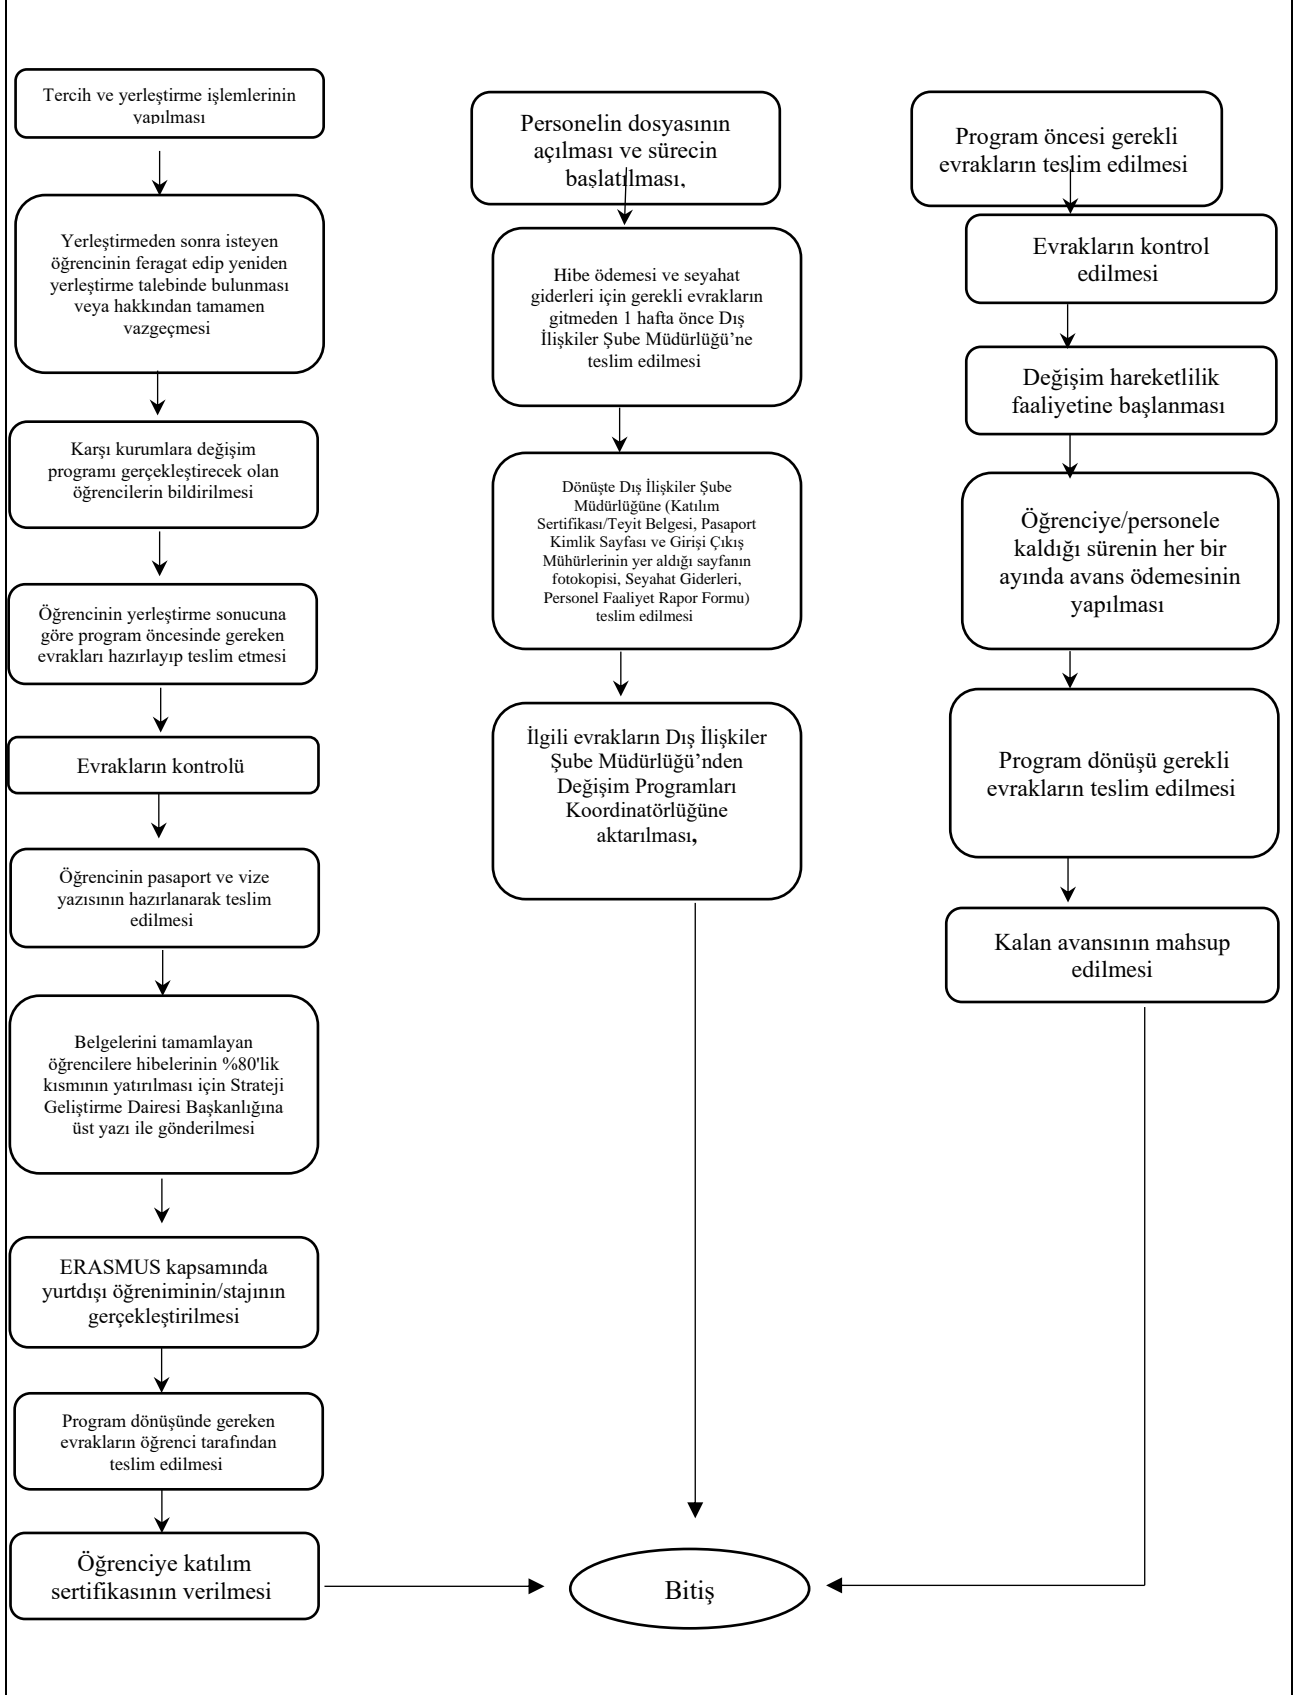 Tercih ve yerleştirme işlemlerinin
yapılması
Yerleştirmeden sonra isteyen
öğrencinin feragat edip yeniden
yerleştirme talebinde bulunması
veya hakkından tamamen
vazgeçmesi
Karşı kurumlara değişim
programı gerçekleştirecek olan
öğrencilerin bildirilmesi
Öğrencinin yerleştirme sonucuna
göre program öncesinde gereken
evrakları hazırlayıp teslim etmesi
Evrakların kontrolü
Öğrencinin pasaport ve vize
yazısının hazırlanarak teslim
edilmesi
Belgelerini tamamlayan
öğrencilere hibelerinin %80'lik
kısmının yatırılması için Strateji
Geliştirme Dairesi Başkanlığına
üst yazı ile gönderilmesi
ERASMUS kapsamında
yurtdışı öğreniminin/stajının
gerçekleştirilmesi
Program dönüşünde gereken
evrakların öğrenci tarafından
teslim edilmesi
Öğrenciye katılım
sertifikasının verilmesi
Personelin dosyasının
açılması ve sürecin
başlatılması,
Hibe ödemesi ve seyahat
giderleri için gerekli evrakların
gitmeden 1 hafta önce Dış
İlişkiler Şube Müdürlüğü’ne
teslim edilmesi
Dönüşte Dış İlişkiler Şube
Müdürlüğüne (Katılım
Sertifikası/Teyit Belgesi, Pasaport
Kimlik Sayfası ve Girişi Çıkış
Mühürlerinin yer aldığı sayfanın
fotokopisi, Seyahat Giderleri,
Personel Faaliyet Rapor Formu)
teslim edilmesi
İlgili evrakların Dış İlişkiler
Şube Müdürlüğü’nden
Değişim Programları
Koordinatörlüğüne
aktarılması,
Bitiş
Program öncesi gerekli
evrakların teslim edilmesi
Evrakların kontrol
edilmesi
Değişim hareketlilik
faaliyetine başlanması
Öğrenciye/personele
kaldığı sürenin her bir
ayında avans ödemesinin
yapılması
Program dönüşü gerekli
evrakların teslim edilmesi
Kalan avansının mahsup
edilmesi